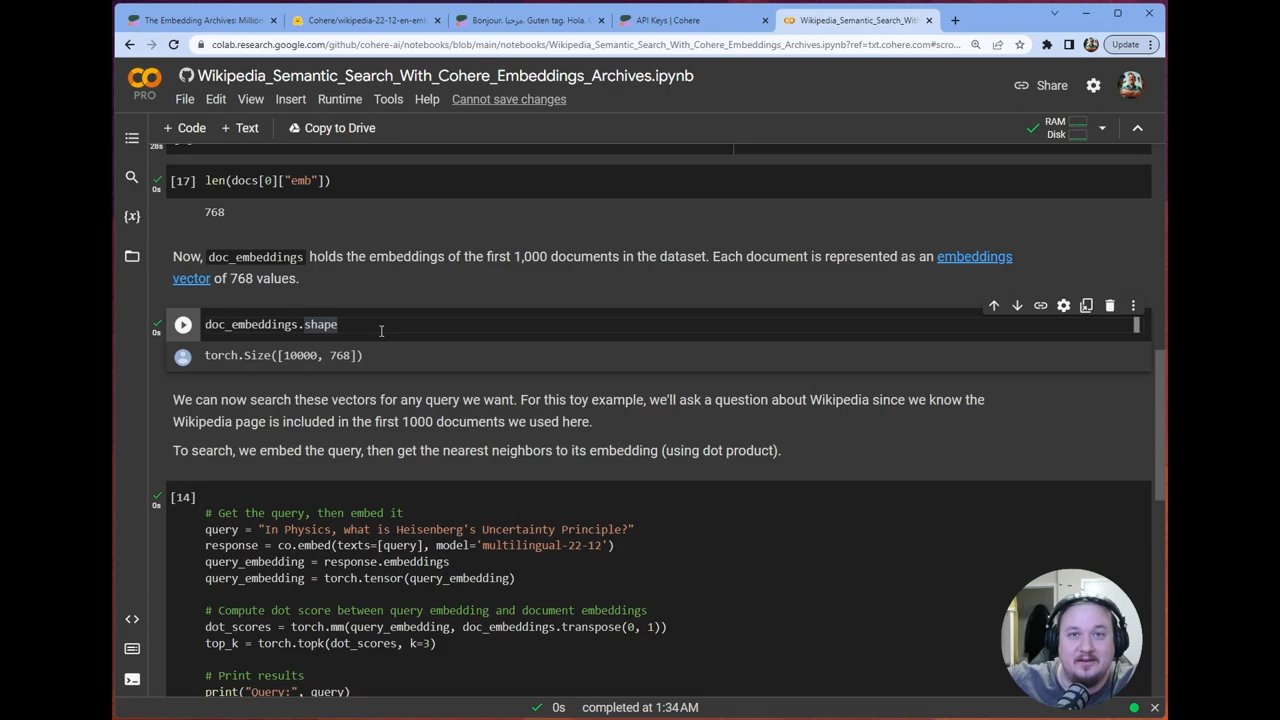 The Embedding Archives: Million
Cohere/wikipedia-22-12-en-emb
Bonjour. مرحبا. Guten tag. Hola.
API Keys | Cohere
Wikipedia_Semantic_Search_With
colab.research.google.com/github/cohere-ai/notebooks/blob/main/notebooks/Wikipedia_Semantic_Search_With_Cohere_Embeddings_Archives.ipynb?ref=txt.cohere.com#scro...
Update
PRO
Wikipedia_Semantic_Search_With_Cohere_Embeddings_Archives.ipynb
Share
File Edit View Insert Runtime Tools Help Cannot save changes
+ Code + Text Copy to Drive
RAM
Disk
28s
[17] len(docs[0]["emb"])
0s
768
Now, doc_embeddings holds the embeddings of the first 1,000 documents in the dataset. Each document is represented as an embeddings
vector of 768 values.
doc_embeddings.shape
0s
torch.Size([10000, 768])
We can now search these vectors for any query we want. For this toy example, we'll ask a question about Wikipedia since we know the
Wikipedia page is included in the first 1000 documents we used here.
To search, we embed the query, then get the nearest neighbors to its embedding (using dot product).
[14]
0s
# Get the query, then embed it
query = "In Physics, what is Heisenberg's Uncertainty Principle?"
response = co.embed(texts=[query], model='multilingual-22-12')
query_embedding = response.embeddings
query_embedding = torch.tensor(query_embedding)
# Compute dot score between query embedding and document embeddings
dot_scores = torch.mm(query_embedding, doc_embeddings.transpose(0, 1))
top_k = torch.topk(dot_scores, k=3)
# Print results
print("Query:", query)
0s completed at 1:34 AM